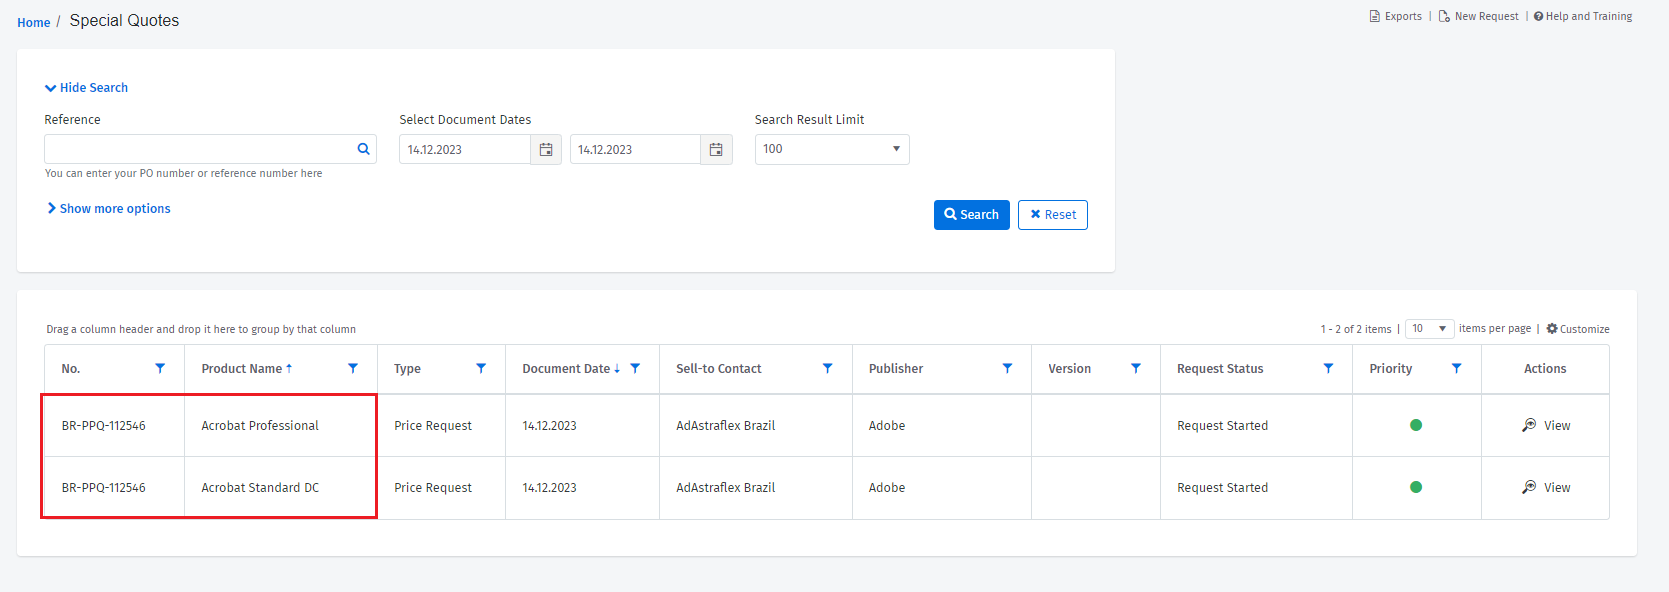 Home / Special Quotes
Exports | New Request | Help and Training
Hide Search
Reference Select Document Dates Search Result Limit
14.12.2023 14.12.2023 100
You can enter your PO number or reference number here
Show more options
Search Reset
Drag a column header and drop it here to group by that column
1 - 2 of 2 items | 10 items per page | Customize
No. Product Name Type Document Date Sell-to Contact Publisher Version Request Status Priority Actions
BR-PPQ-112546 Acrobat Professional Price Request 14.12.2023 AdAstraflex Brazil Adobe Request Started View
BR-PPQ-112546 Acrobat Standard DC Price Request 14.12.2023 AdAstraflex Brazil Adobe Request Started View